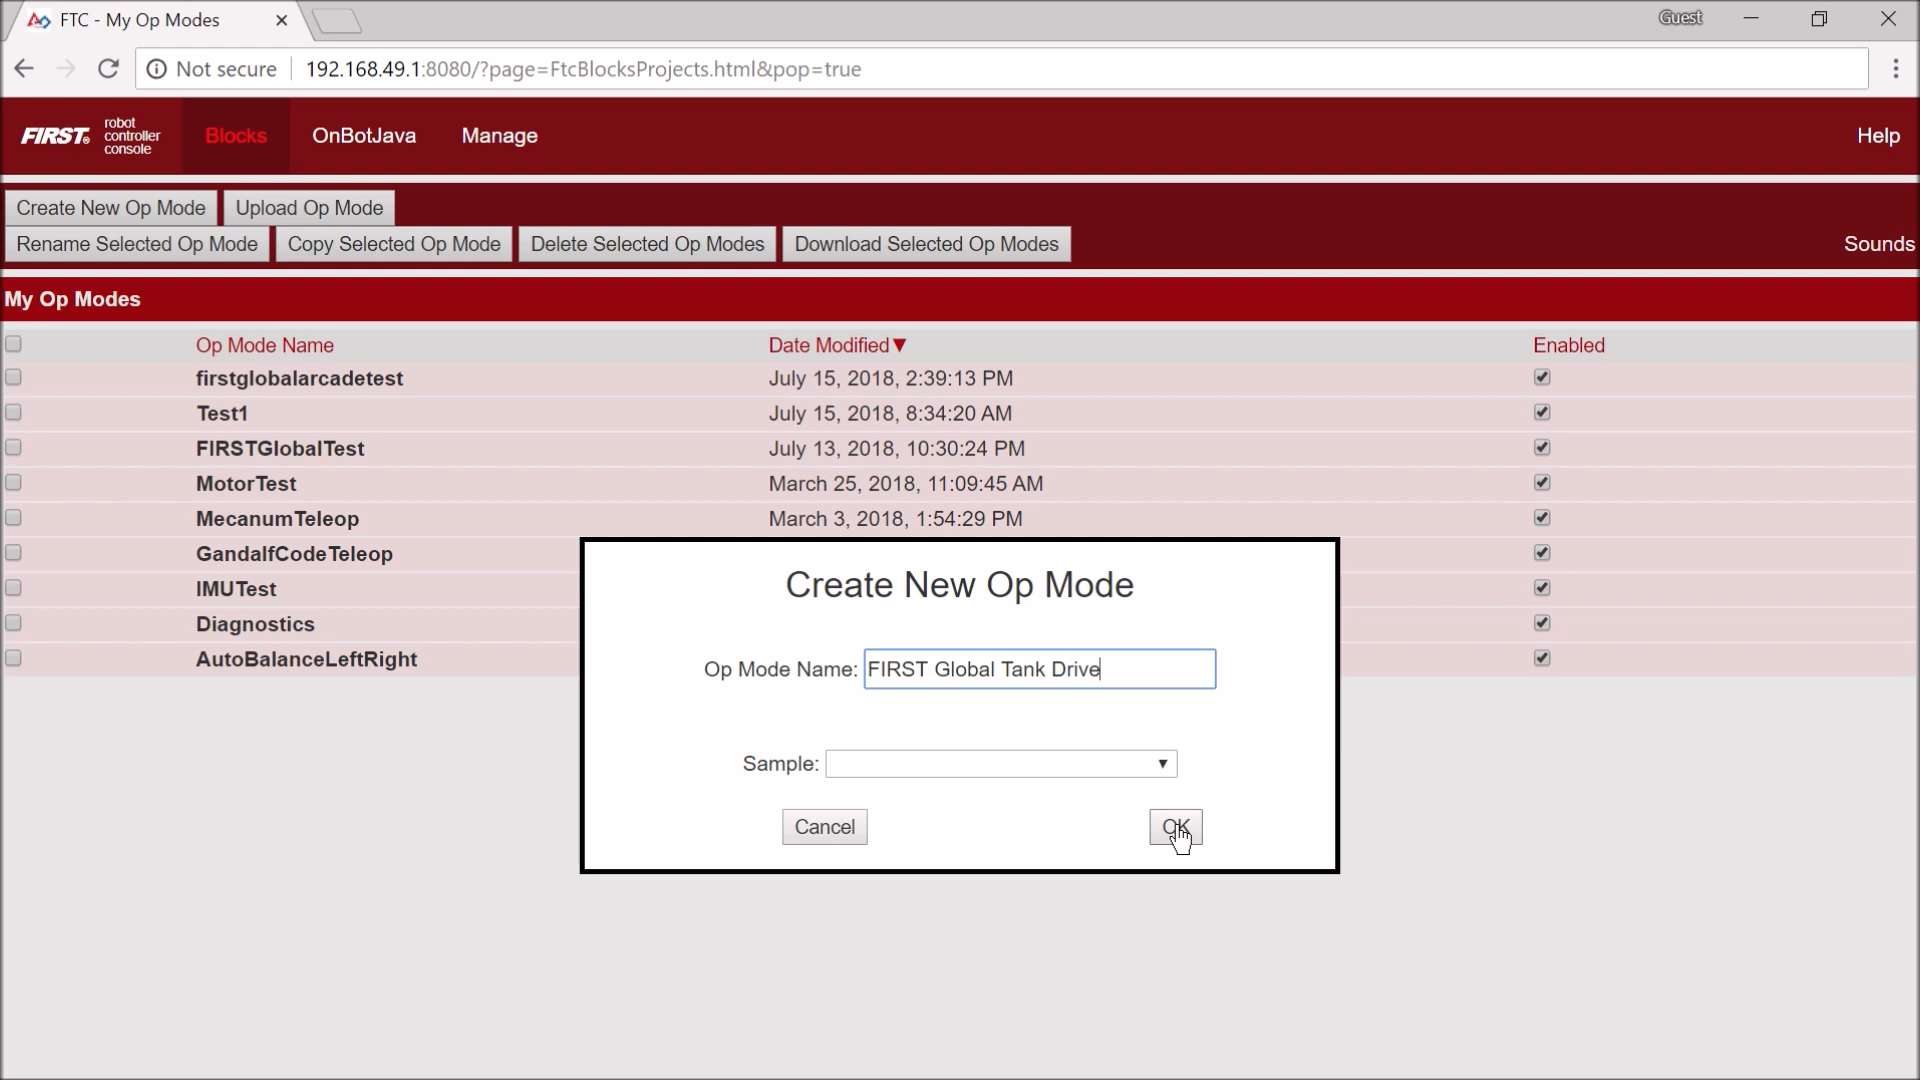 FTC - My Op Modes
Guest
Not secure 192.168.49.1:8080/?page=FtcBlocksProjects.html&pop=true
FIRST® robot controller console Blocks OnBotJava Manage Help
Create New Op Mode Upload Op Mode
Rename Selected Op Mode Copy Selected Op Mode Delete Selected Op Modes Download Selected Op Modes Sounds
My Op Modes
Op Mode Name Date Modified▼ Enabled
firstglobalarcadetest July 15, 2018, 2:39:13 PM
Test1 July 15, 2018, 8:34:20 AM
FIRSTGlobalTest July 13, 2018, 10:30:24 PM
MotorTest March 25, 2018, 11:09:45 AM
MecanumTeleop March 3, 2018, 1:54:29 PM
GandalfCodeTeleop
IMUTest
Diagnostics
AutoBalanceLeftRight
Create New Op Mode
Op Mode Name: FIRST Global Tank Drive
Sample:
Cancel OK